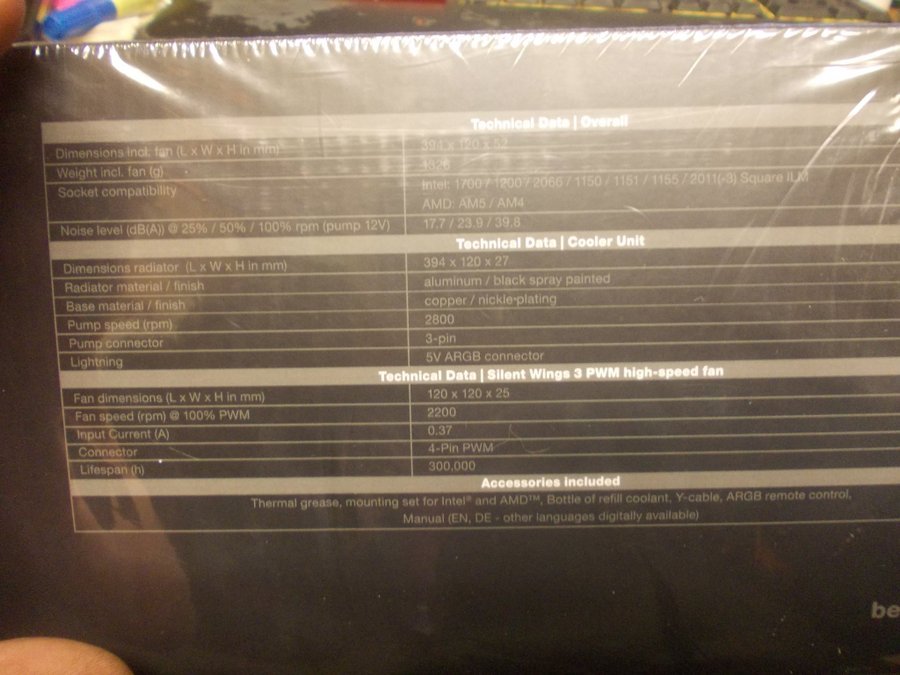 Technical Data | Overall
Dimensions incl. fan (L x W x H in mm) 394 x 120 x 52
Weight incl. fan (g) 1326
Socket compatibility Intel: 1700 / 1200 / 2066 / 1150 / 1151 / 1155 / 2011(-3) Square ILM
AMD: AM5 / AM4
Noise level (dB(A)) @ 25% / 50% / 100% rpm (pump 12V) 17.7 / 23.9 / 39.8
Technical Data | Cooler Unit
Dimensions radiator (L x W x H in mm) 394 x 120 x 27
Radiator material / finish aluminum / black spray painted
Base material / finish copper / nickle-plating
Pump speed (rpm) 2800
Pump connector 3-pin
Lightning 5V ARGB connector
Technical Data | Silent Wings 3 PWM high-speed fan
Fan dimensions (L x W x H in mm) 120 x 120 x 25
Fan speed (rpm) @ 100% PWM 2200
Input Current (A) 0.37
Connector 4-Pin PWM
Lifespan (h) 300,000
Accessories included
Thermal grease, mounting set for Intel® and AMD™, Bottle of refill coolant, Y-cable, ARGB remote control,
Manual (EN, DE - other languages digitally available)
be